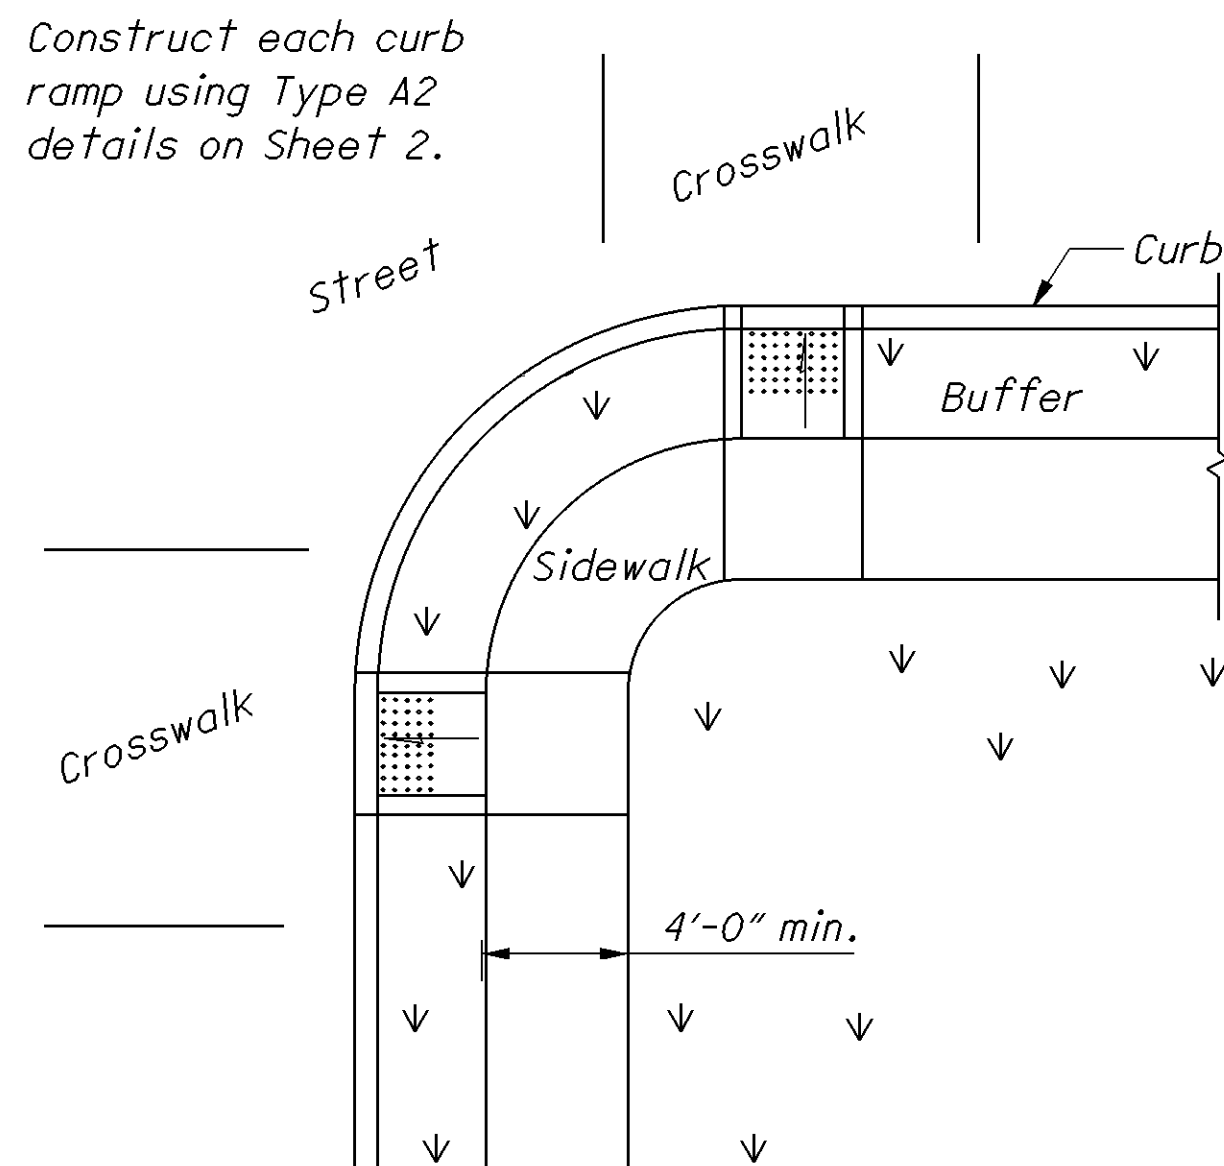 Construct each curb
ramp using Type A2
details on Sheet 2.
Crosswalk
Street
Curb
Buffer
Sidewalk
Crosswalk
4'-0" min.